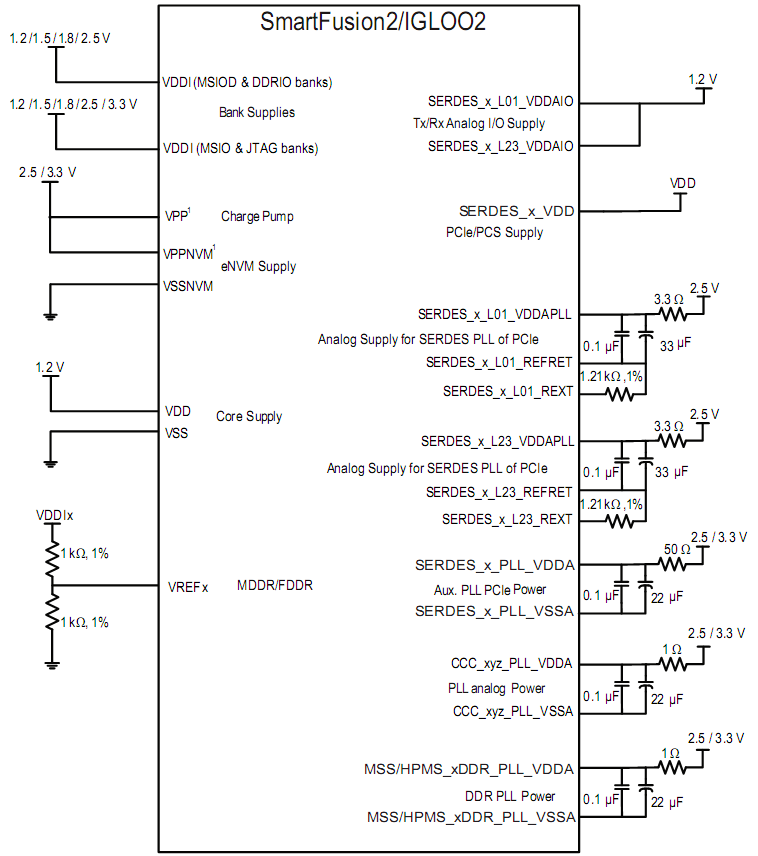 SmartFusion2/IGLOO2
1.2 /1.5 / 1.8/ 2.5 V
VDDI (MSIOD & DDRIO banks)
1.2 /1.5 / 1.8 / 2.5 / 3.3 V
Bank Supplies
VDDI (MSIO & JTAG banks)
2.5 / 3.3 V
VPP1
Charge Pump
VPPNVM1
eNVM Supply
VSSNVM
1.2 V
VDD
Core Supply
VSS
VDDIx
1 kΩ, 1%
VREFx
MDDR/FDDR
1 kΩ, 1%
1.2 V
SERDES_x_L01_VDDAIO
Tx/Rx Analog I/O Supply
SERDES_x_L23_VDDAIO
VDD
SERDES_x_VDD
PCIe/PCS Supply
2.5 V
3.3 Ω
SERDES_x_L01_VDDAPLL
Analog Supply for SERDES PLL of PCIe
0.1 µF
33 µF
SERDES_x_L01_REFRET
1.21kΩ ,1%
SERDES_x_L01_REXT
2.5 V
3.3 Ω
SERDES_x_L23_VDDAPLL
Analog Supply for SERDES PLL of PCIe
0.1 µF
33 µF
SERDES_x_L23_REFRET
1.21kΩ ,1%
SERDES_x_L23_REXT
2.5 / 3.3 V
50 Ω
SERDES_x_PLL_VDDA
Aux. PLL PCIe Power
0.1 µF
22 µF
SERDES_x_PLL_VSSA
2.5 / 3.3 V
1 Ω
CCC_xyz_PLL_VDDA
PLL analog Power
0.1 µF
22 µF
CCC_xyz_PLL_VSSA
2.5 / 3.3 V
1 Ω
MSS/HPMS_xDDR_PLL_VDDA
DDR PLL Power
0.1 µF
22 µF
MSS/HPMS_xDDR_PLL_VSSA